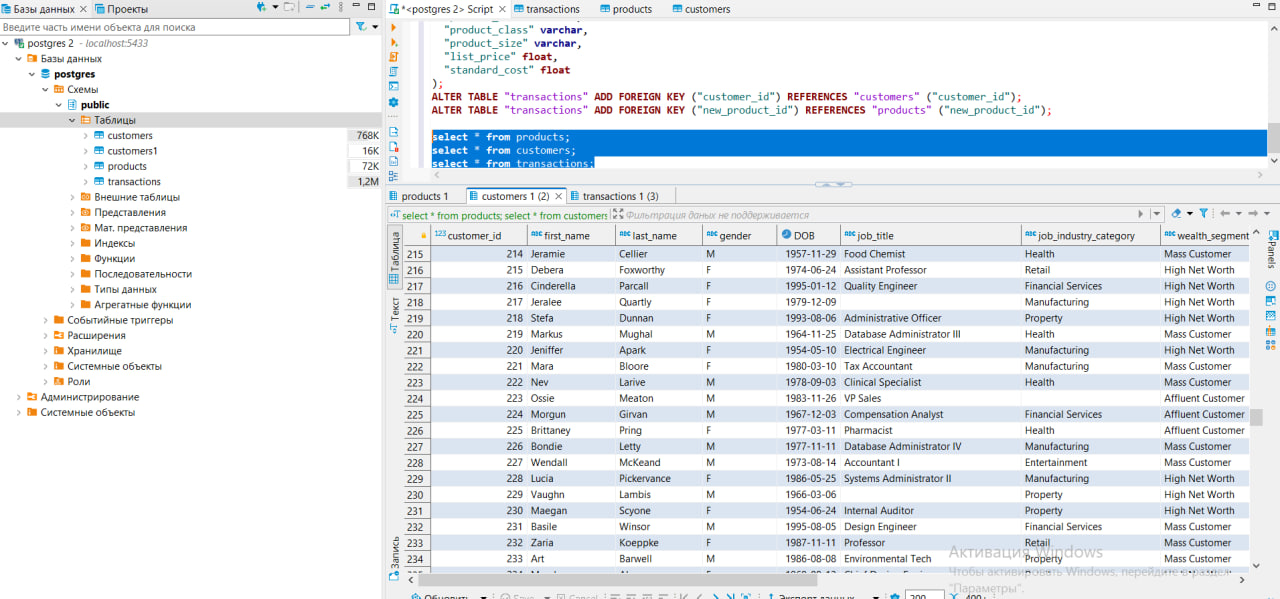 Базы данных Проекты
Введите часть имени объекта для поиска
postgres 2 - localhost:5433
Базы данных
postgres
Схемы
public
Таблицы
customers 768K
customers1 16K
products 72K
transactions 1,2M
Внешние таблицы
Представления
Мат. представления
Индексы
Функции
Последовательности
Типы данных
Агрегатные функции
Событийные триггеры
Расширения
Хранилище
Системные объекты
Роли
Администрирование
Системные объекты
*<postgres 2> Script transactions products customers
"product_class" varchar,
"product_size" varchar,
"list_price" float,
"standard_cost" float
);
ALTER TABLE "transactions" ADD FOREIGN KEY ("customer_id") REFERENCES "customers" ("customer_id");
ALTER TABLE "transactions" ADD FOREIGN KEY ("new_product_id") REFERENCES "products" ("new_product_id");
select * from products;
select * from customers;
select * from transactions;
products 1 customers 1 (2) transactions 1 (3)
select * from products; select * from customers Фильтрация даных не поддерживается
Таблица
Текст
Запись
Panels
123 customer_id ABC first_name ABC last_name ABC gender DOB ABC job_title ABC job_industry_category ABC wealth_segment
215 214 Jeramie Cellier M 1957-11-29 Food Chemist Health Mass Customer
216 215 Debera Foxworthy F 1974-06-24 Assistant Professor Retail High Net Worth
217 216 Cinderella Parcall F 1995-01-12 Quality Engineer Financial Services High Net Worth
218 217 Jeralee Quartly F 1979-12-09 Manufacturing High Net Worth
219 218 Stefa Dunnan F 1993-08-06 Administrative Officer Property High Net Worth
220 219 Markus Mughal M 1964-11-25 Database Administrator III Health Mass Customer
221 220 Jeniffer Apark F 1954-05-10 Electrical Engineer Manufacturing High Net Worth
222 221 Mara Bloore F 1980-03-10 Tax Accountant Manufacturing Mass Customer
223 222 Nev Larive M 1978-09-03 Clinical Specialist Health Mass Customer
224 223 Ossie Meaton M 1983-11-26 VP Sales Affluent Customer
225 224 Morgun Girvan M 1967-12-03 Compensation Analyst Financial Services Affluent Customer
226 225 Brittaney Pring F 1977-03-11 Pharmacist Health Affluent Customer
227 226 Bondie Letty M 1977-11-11 Database Administrator IV Manufacturing Mass Customer
228 227 Wendall McKeand M 1973-08-14 Accountant I Entertainment Mass Customer
229 228 Lucia Pickervance F 1986-05-25 Systems Administrator II Manufacturing Mass Customer
230 229 Vaughn Lambis M 1966-03-06 Property High Net Worth
231 230 Maegan Scyone F 1954-06-24 Internal Auditor Property High Net Worth
232 231 Basile Winsor M 1995-08-05 Design Engineer Financial Services Mass Customer
233 232 Zaria Koeppke F 1987-11-11 Professor Retail Mass Customer
234 233 Art Barwell M 1986-08-08 Environmental Tech Property Mass Customer
Активация Windows
Чтобы активировать Windows, перейдите в раздел
"Параметры".
Обновить Save Cancel Экспорт данных 200 400+